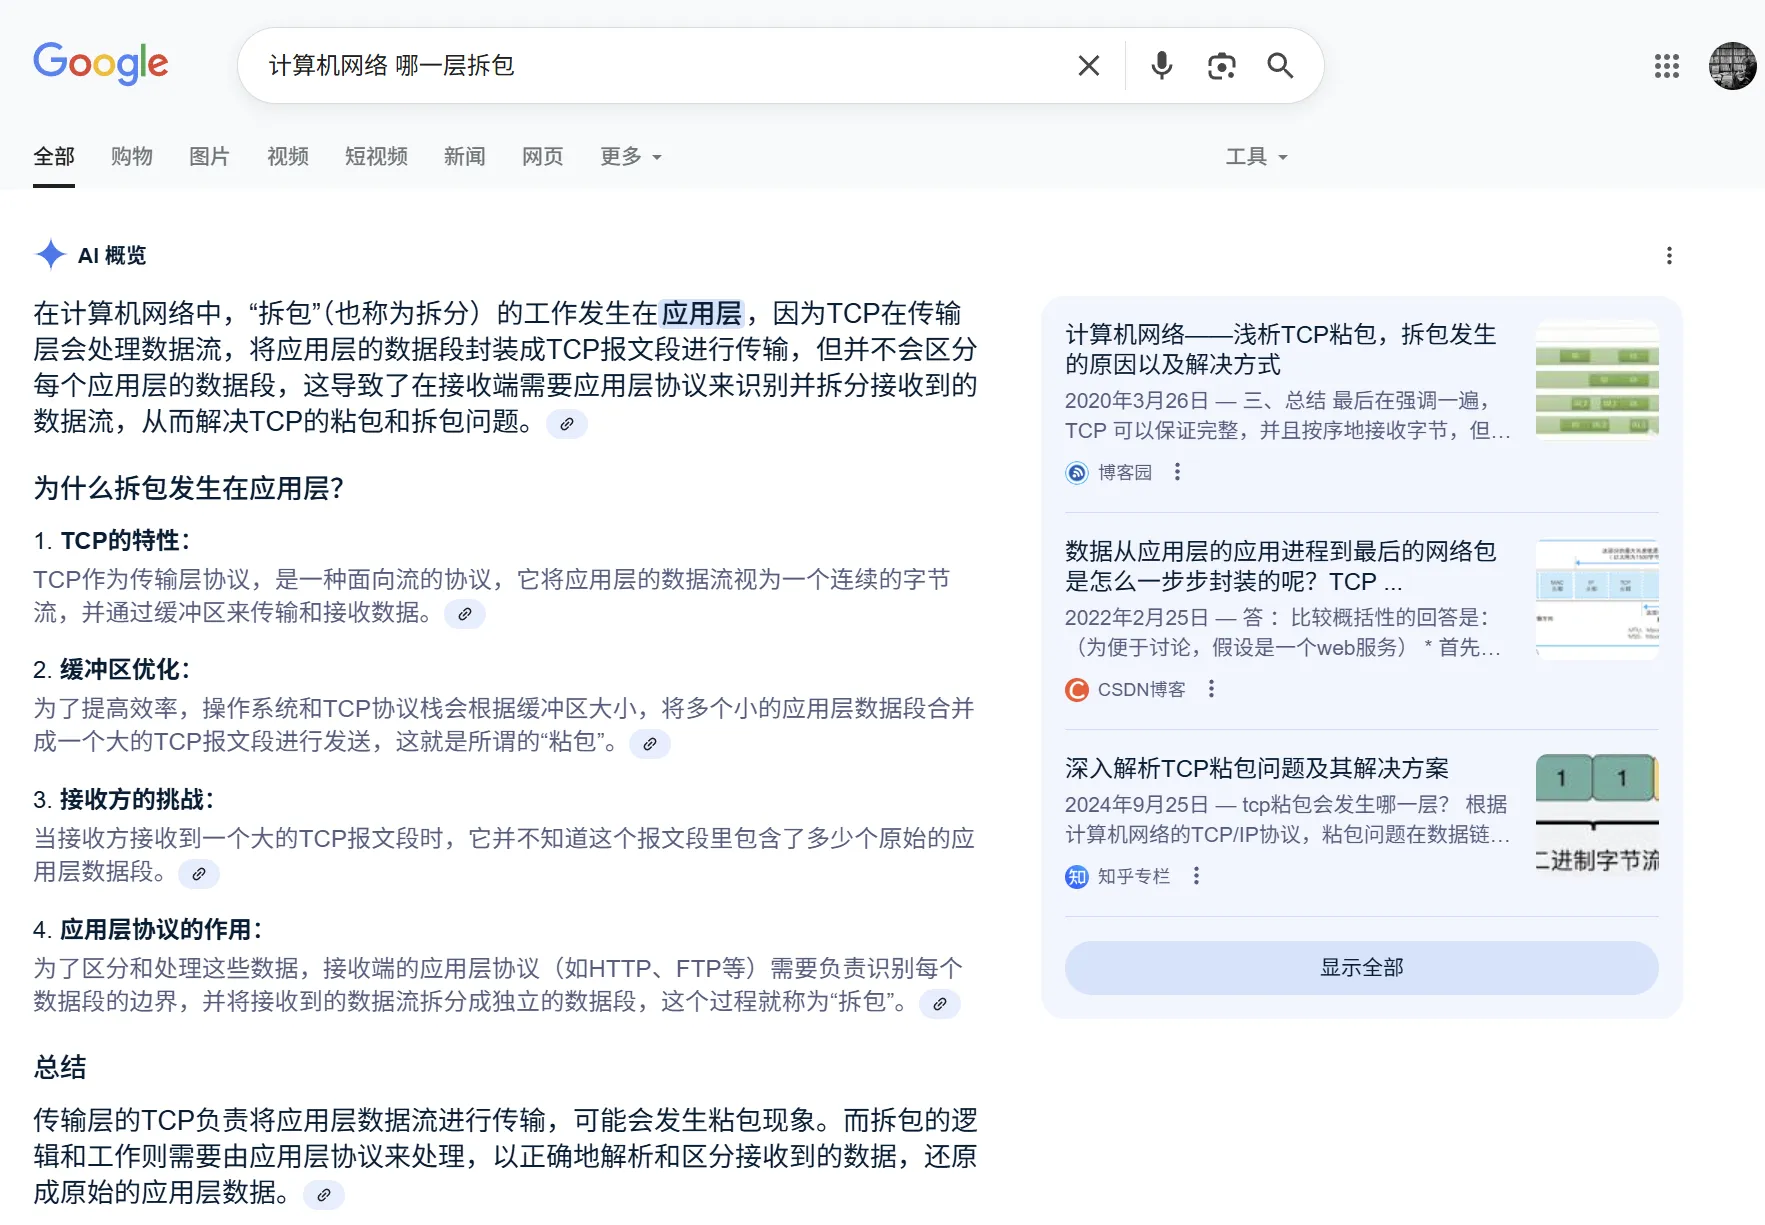 Google
计算机网络 哪一层拆包
全部 购物 图片 视频 短视频 新闻 网页 更多 工具
AI 概览
在计算机网络中，“拆包”（也称为拆分）的工作发生在应用层，因为TCP在传输
层会处理数据流，将应用层的数据段封装成TCP报文段进行传输，但并不会区分
每个应用层的数据段，这导致了在接收端需要应用层协议来识别并拆分接收到的
数据流，从而解决TCP的粘包和拆包问题。
为什么拆包发生在应用层？
1. TCP的特性：
TCP作为传输层协议，是一种面向流的协议，它将应用层的数据流视为一个连续的字节
流，并通过缓冲区来传输和接收数据。
2. 缓冲区优化：
为了提高效率，操作系统和TCP协议栈会根据缓冲区大小，将多个小的应用层数据段合并
成一个大的TCP报文段进行发送，这就是所谓的“粘包”。
3. 接收方的挑战：
当接收方接收到一个大的TCP报文段时，它并不知道这个报文段里包含了多少个原始的应
用层数据段。
4. 应用层协议的作用：
为了区分和处理这些数据，接收端的应用层协议（如HTTP、FTP等）需要负责识别每个
数据段的边界，并将接收到的数据流拆分成独立的数据段，这个过程就称为“拆包”。
总结
传输层的TCP负责将应用层数据流进行传输，可能会发生粘包现象。而拆包的逻
辑和工作则需要由应用层协议来处理，以正确地解析和区分接收到的数据，还原
成原始的应用层数据。
计算机网络——浅析TCP粘包，拆包发生
的原因以及解决方式
2020年3月26日 — 三、总结 最后在强调一遍，
TCP 可以保证完整，并且按序地接收字节，但…
博客园
数据从应用层的应用进程到最后的网络包
是怎么一步步封装的呢？TCP ...
2022年2月25日 — 答 ：比较概括性的回答是：
（为便于讨论，假设是一个web服务） * 首先…
CSDN博客
深入解析TCP粘包问题及其解决方案
2024年9月25日 — tcp粘包会发生哪一层？ 根据
计算机网络的TCP/IP协议，粘包问题在数据链…
知 知乎专栏
1 1
二进制字节流
显示全部